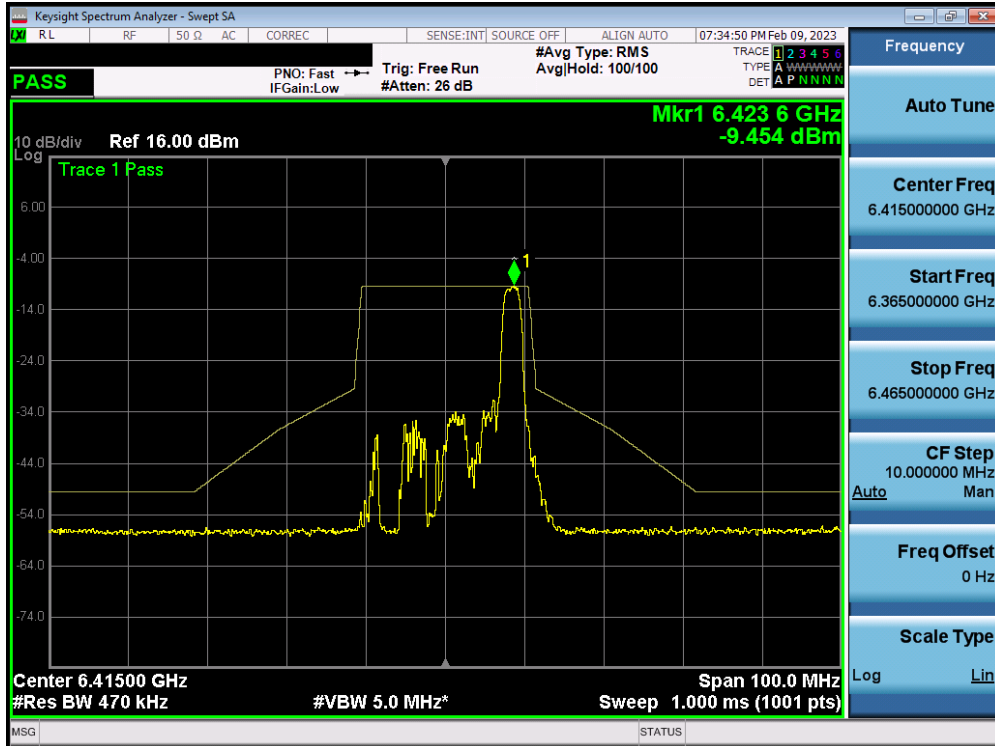 Keysight Spectrum Analyzer - Swept SA
LXI RL RF 50 Ω AC CORREC SENSE:INT SOURCE OFF ALIGN AUTO 07:34:50 PM Feb 09, 2023
PASS
PNO: Fast
IFGain:Low
Trig: Free Run
#Atten: 26 dB
#Avg Type: RMS
Avg|Hold: 100/100
TRACE 1 2 3 4 5 6
TYPE A WWWWW
DET A P N N N N
Mkr1 6.423 6 GHz
-9.454 dBm
10 dB/div Ref 16.00 dBm
Log
Trace 1 Pass
1
6.00
-4.00
-14.0
-24.0
-34.0
-44.0
-54.0
-64.0
-74.0
Center 6.41500 GHz
Span 100.0 MHz
#Res BW 470 kHz
#VBW 5.0 MHz*
Sweep 1.000 ms (1001 pts)
MSG
STATUS
Frequency
Auto Tune
Center Freq
6.415000000 GHz
Start Freq
6.365000000 GHz
Stop Freq
6.465000000 GHz
CF Step
10.000000 MHz
Auto Man
Freq Offset
0 Hz
Scale Type
Log Lin